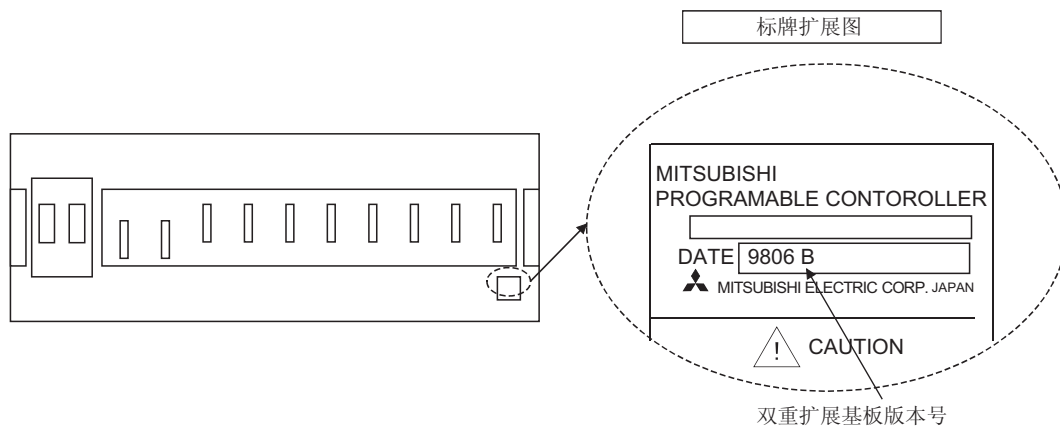 标牌扩展图
MITSUBISHI
PROGRAMABLE CONTOROLLER
DATE 9806 B
MITSUBISHI ELECTRIC CORP. JAPAN
! CAUTION
双重扩展基板版本号